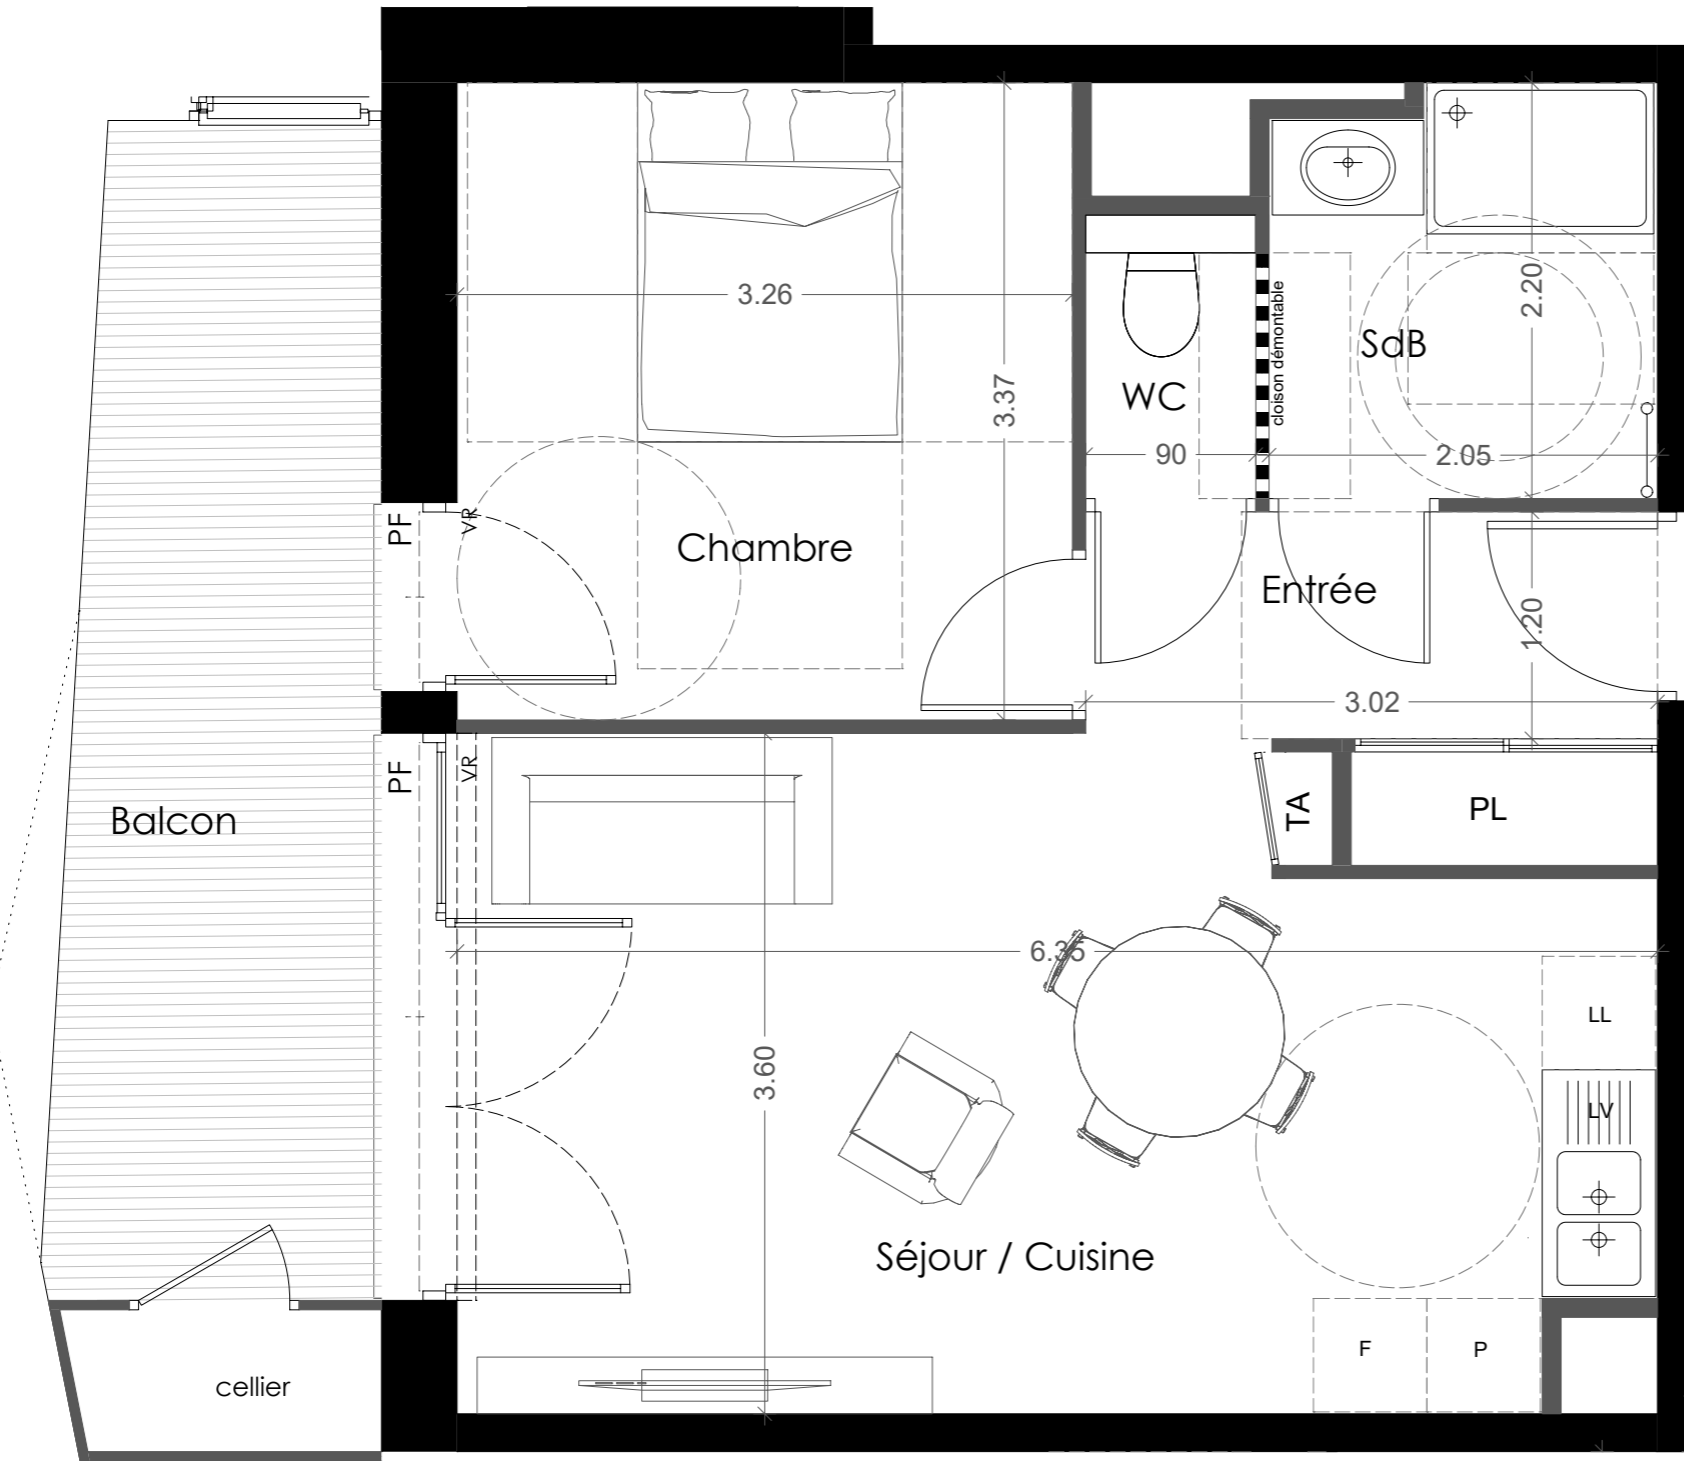 3.26
3.37
2.20
cloison démontable
SdB
WC
90
2.05
PF
VR
Chambre
Entrée
1.20
3.02
PF
VR
Balcon
TA
PL
6.35
LL
3.60
LV
Séjour / Cuisine
F
P
cellier